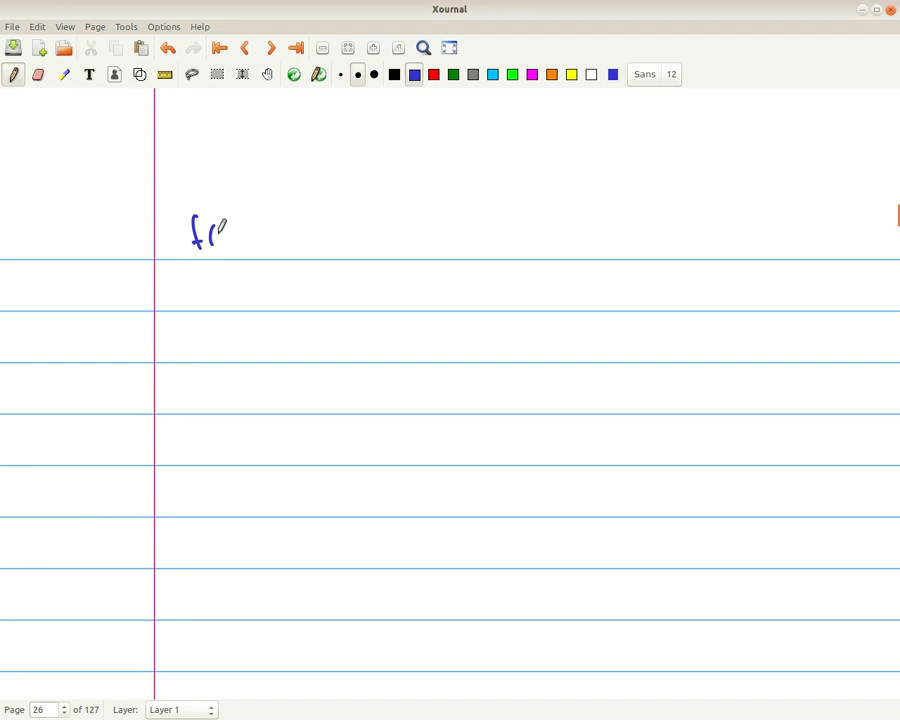 Xournal
File Edit View Page Tools Options Help
T Sans 12
f(
Page 26 of 127 Layer: Layer 1